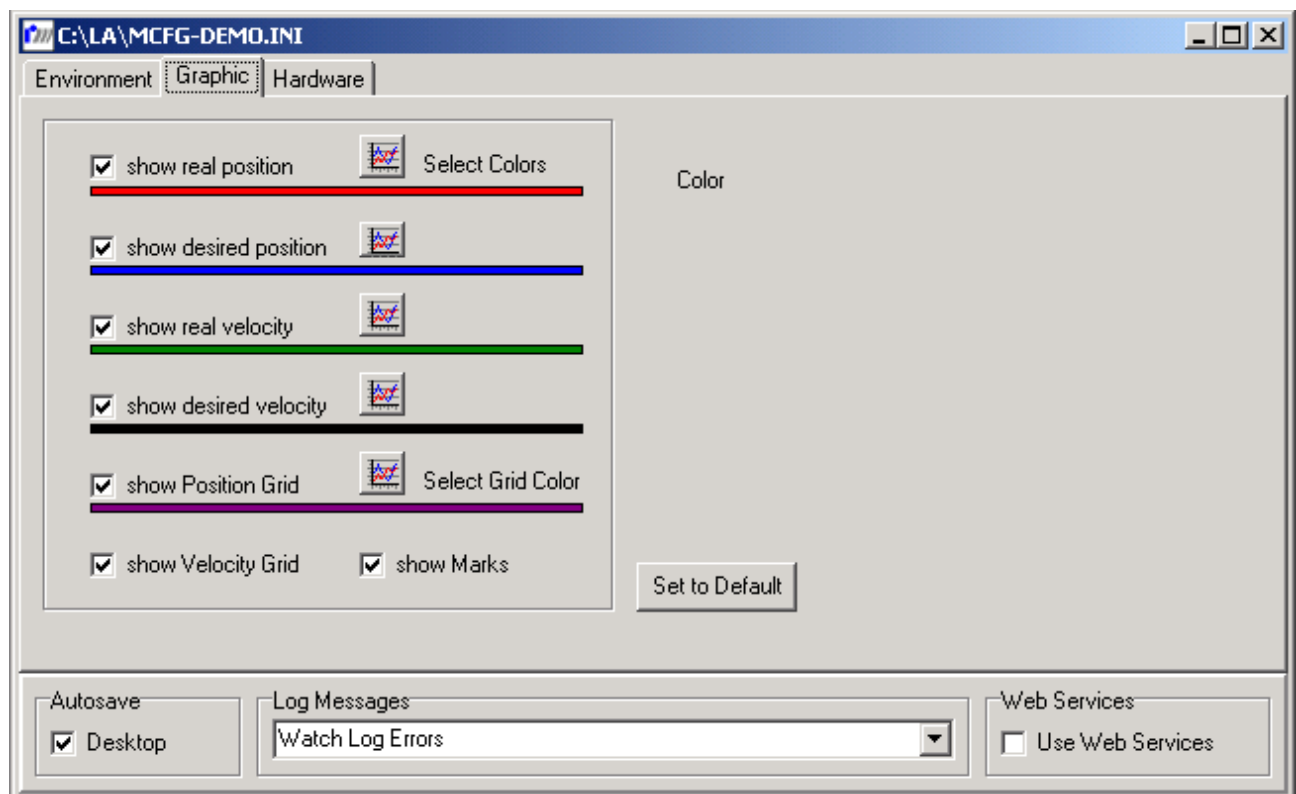 C:\LA\MCFG-DEMO.INI
Environment Graphic Hardware
show real position Select Colors
Color
show desired position
show real velocity
show desired velocity
show Position Grid Select Grid Color
show Velocity Grid show Marks
Set to Default
Autosave Log Messages Web Services
Desktop Watch Log Errors Use Web Services